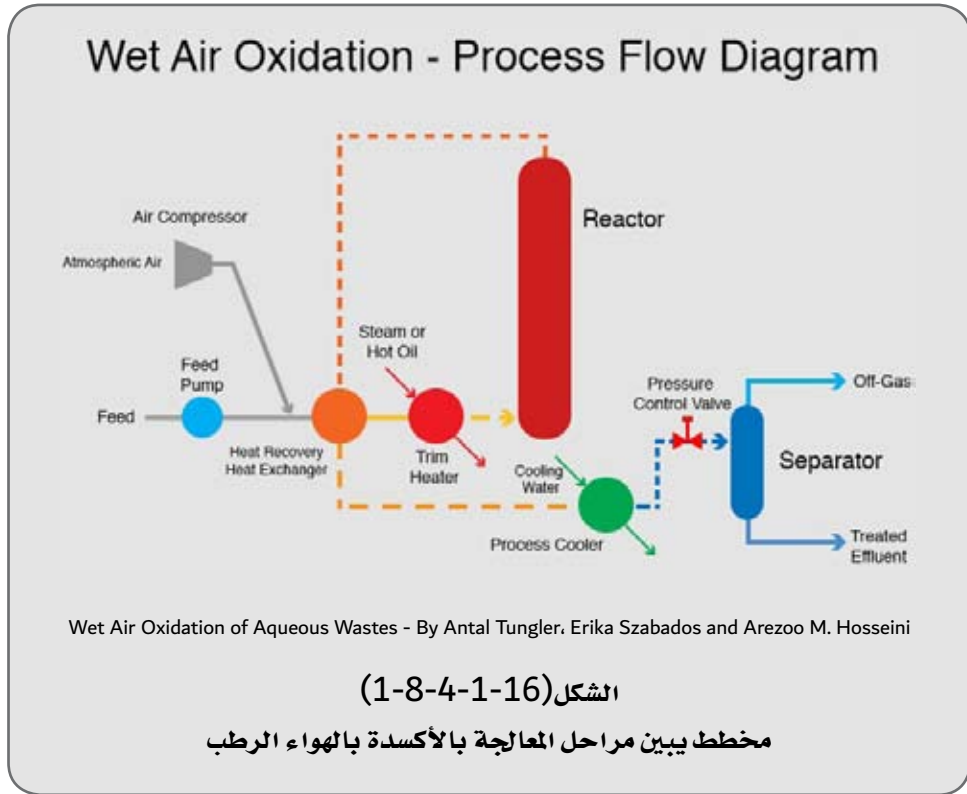 Wet Air Oxidation - Process Flow Diagram
Air Compressor
Atmospheric Air
Reactor
Steam or
Hot Oil
Feed
Pump
Feed
Heat Recovery
Heat Exchanger
Trim
Heater
Cooling
Water
Process Cooler
Pressure
Control Valve
Off-Gas
Separator
Treated
Effluent
Wet Air Oxidation of Aqueous Wastes - By Antal Tungler، Erika Szabados and Arezoo M. Hosseini
الشكل(16-1-4-8-1)
مخطط يبين مراحل المعالجة بالأكسدة بالهواء الرطب